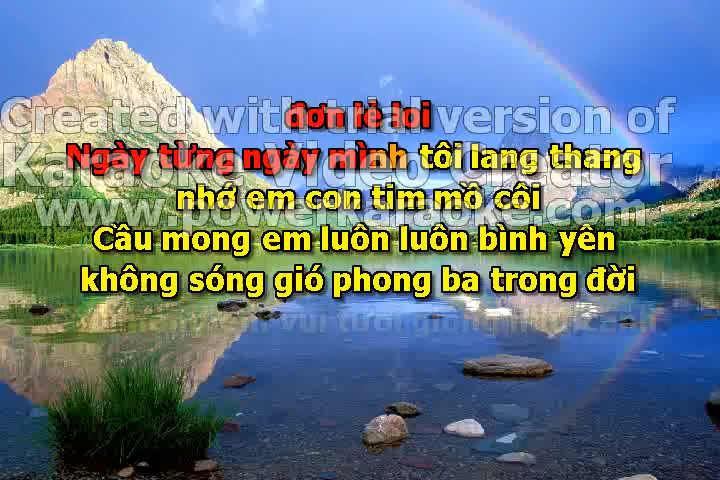 Created with trial version of
đơn lẻ loi
Karaoke Video Creator
Ngày từng ngày mình tôi lang thang
www.powerkaraoke.com
nhớ em con tim mồ côi
Cầu mong em luôn luôn bình yên
không sóng gió phong ba trong đời